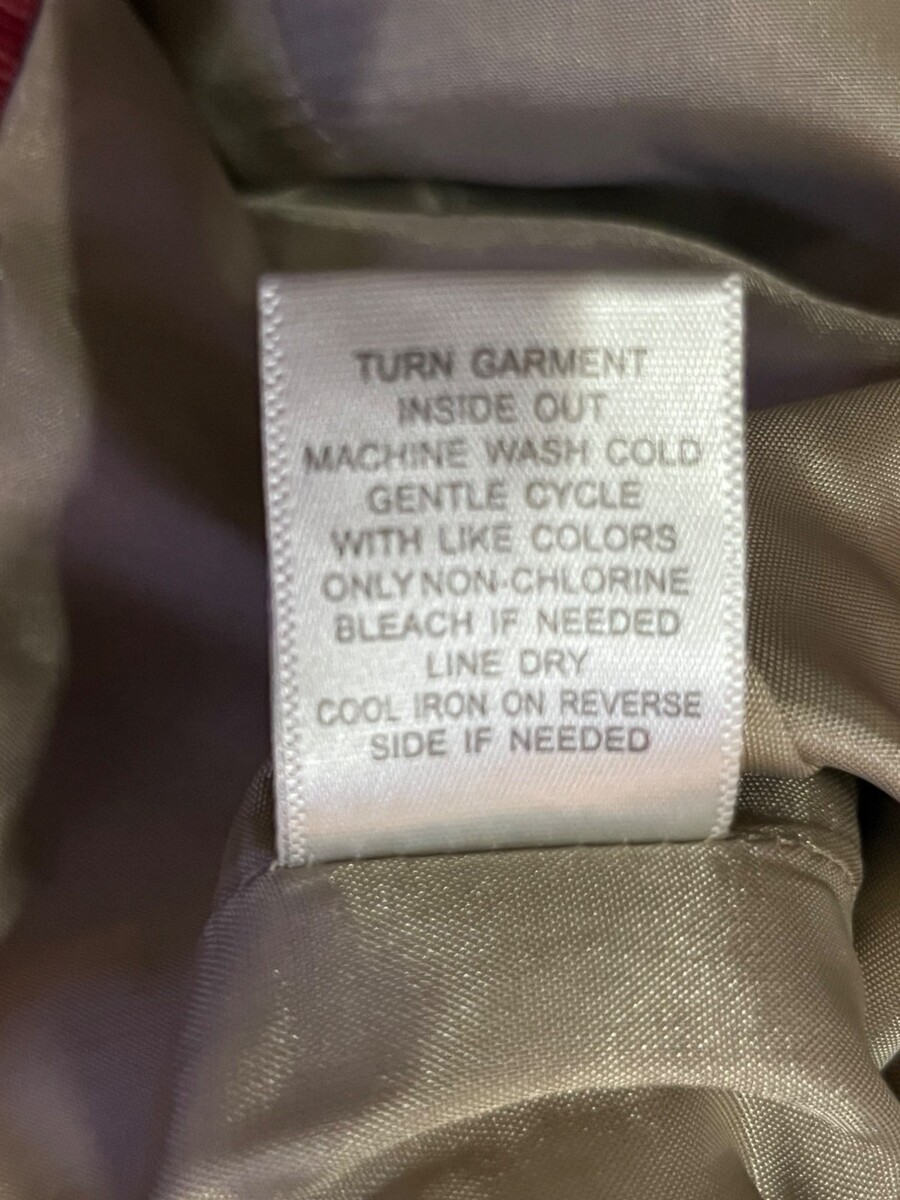 TURN GARMENT
INSIDE OUT
MACHINE WASH COLD
GENTLE CYCLE
WITH LIKE COLORS
ONLY NON-CHLORINE
BLEACH IF NEEDED
LINE DRY
COOL IRON ON REVERSE
SIDE IF NEEDED